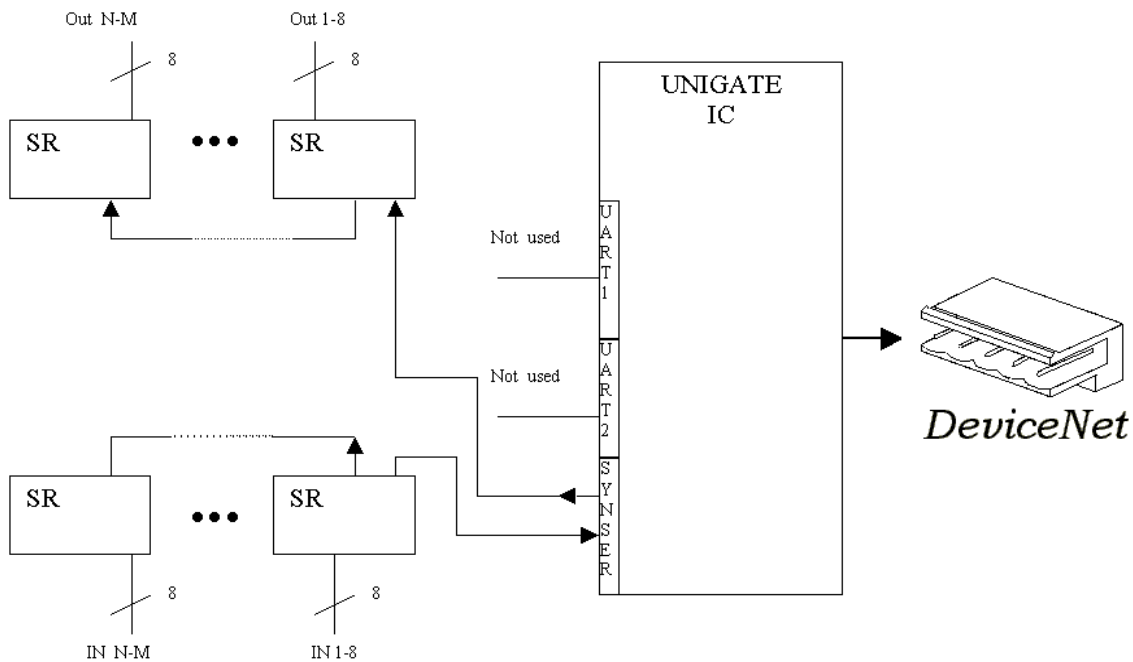 Out N-M
Out 1-8
8
8
UNIGATE
IC
SR
SR
UART1
Not used
UART2
Not used
SYNSER
DeviceNet
SR
SR
8
8
IN N-M
IN 1-8